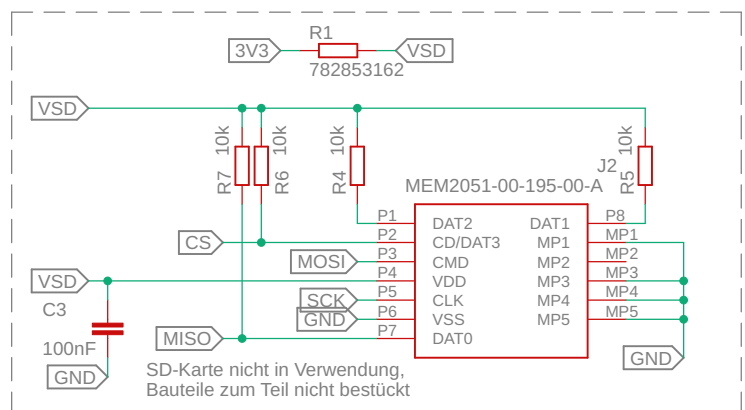 R1
3V3
VSD
782853162
VSD
10k
10k
10k
10k
R7
R6
R4
R5
J2
MEM2051-00-195-00-A
P1 DAT2 DAT1 P8
CS P2 CD/DAT3 MP1 MP1
MOSI P3 CMD MP2 MP2
VSD P4 VDD MP3 MP3
SCK P5 CLK MP4 MP4
GND P6 VSS MP5 MP5
MISO P7 DAT0
C3
100nF
GND
GND
SD-Karte nicht in Verwendung,
Bauteile zum Teil nicht bestückt